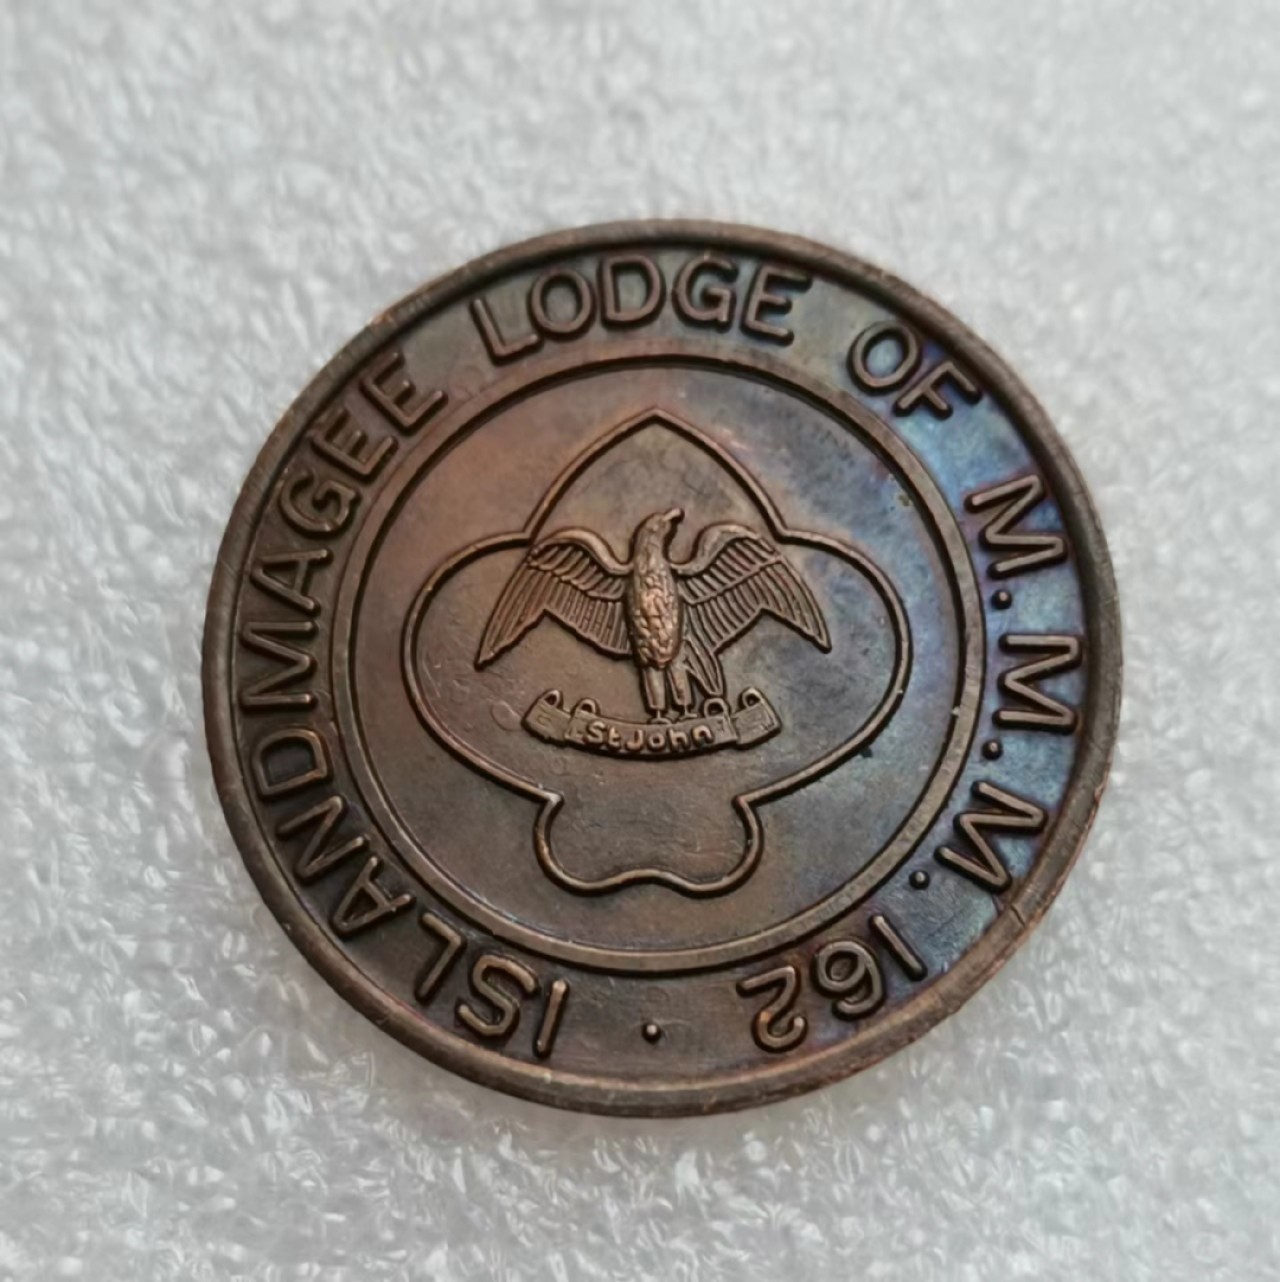 ISLANDMAGEE LODGE OF M.M.M. 162 ·
St John